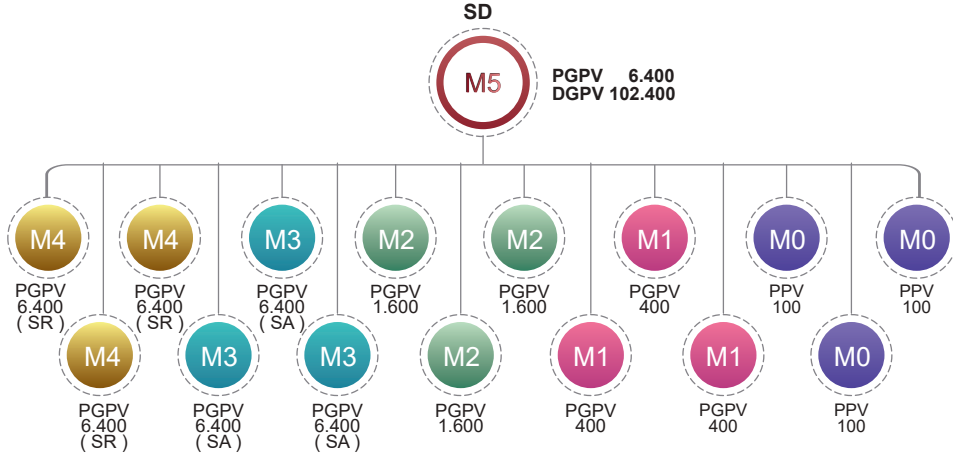 SD
M5
PGPV 6.400
DGPV 102.400
M4
PGPV
6.400
( SR )
M4
PGPV
6.400
( SR )
M3
PGPV
6.400
( SA )
M2
PGPV
1.600
M2
PGPV
1.600
M1
PGPV
400
M0
PPV
100
M0
PPV
100
M4
PGPV
6.400
( SR )
M3
PGPV
6.400
( SA )
M3
PGPV
6.400
( SA )
M2
PGPV
1.600
M1
PGPV
400
M1
PGPV
400
M0
PPV
100